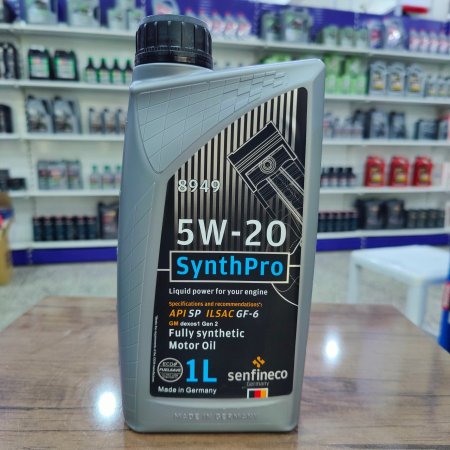 8949
5W-20
SynthPro
Liquid power for your engine
Specifications and recommendations*:
API SP ILSAC GF-6
GM dexos1 Gen 2
Fully synthetic
Motor Oil
1L
senfineco
Germany
Made in Germany
MADE IN GERMANY